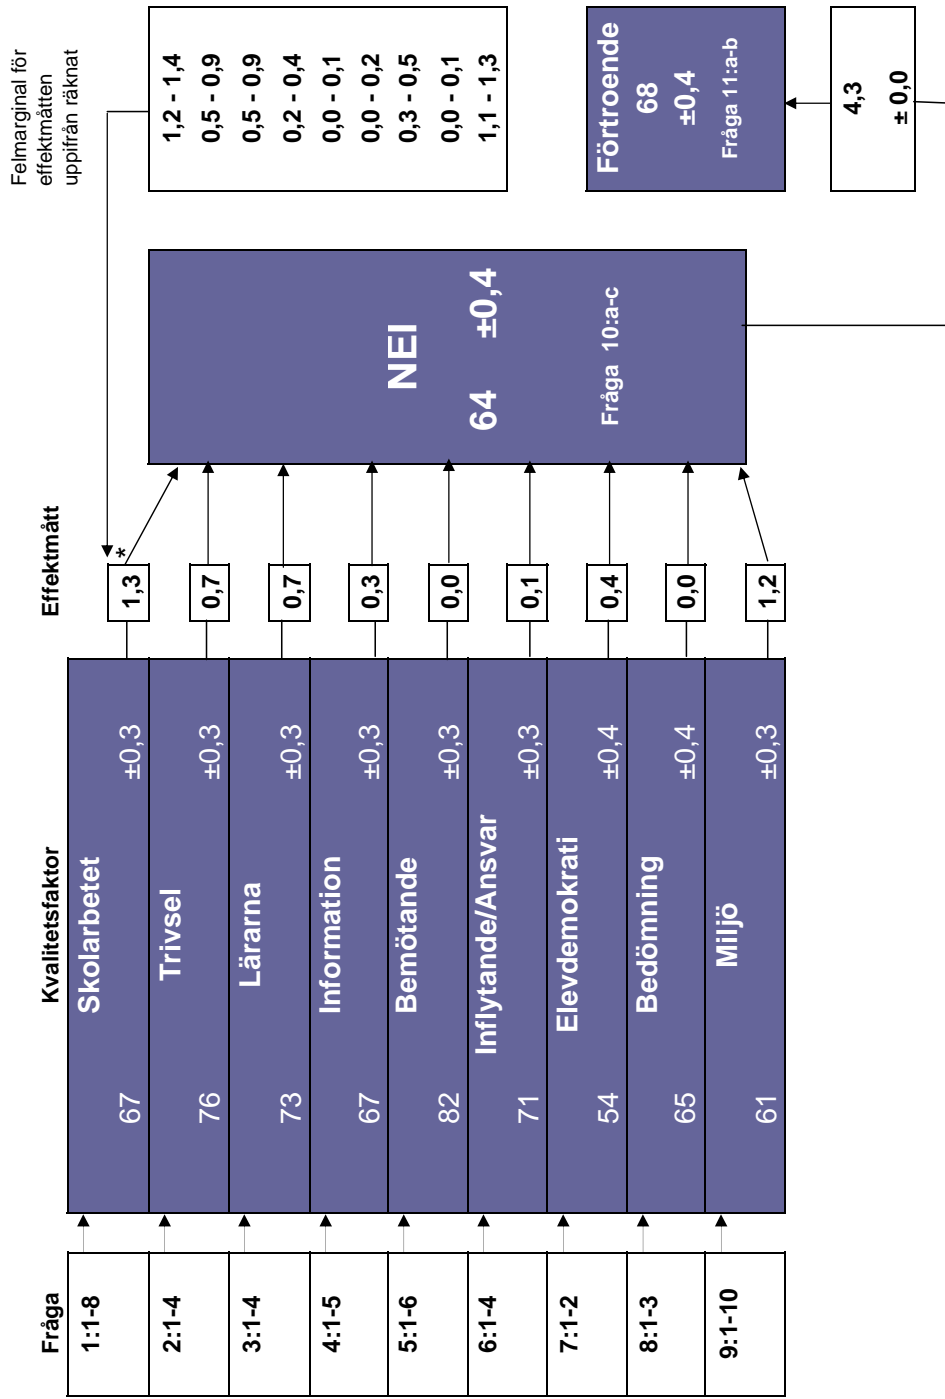 Fråga
Kvalitetsfaktor
Effektmått
Felmarginal för
effektmåtten
uppifrån räknat
1:1-8
Skolarbetet
67 ±0,3
1,3 *
2:1-4
Trivsel
76 ±0,3
0,7
3:1-4
Lärarna
73 ±0,3
0,7
4:1-5
Information
67 ±0,3
0,3
5:1-6
Bemötande
82 ±0,3
0,0
6:1-4
Inflytande/Ansvar
71 ±0,3
0,1
7:1-2
Elevdemokrati
54 ±0,4
0,4
8:1-3
Bedömning
65 ±0,4
0,0
9:1-10
Miljö
61 ±0,3
1,2
NEI
64 ±0,4
Fråga 10:a-c
1,2 - 1,4
0,5 - 0,9
0,5 - 0,9
0,2 - 0,4
0,0 - 0,1
0,0 - 0,2
0,3 - 0,5
0,0 - 0,1
1,1 - 1,3
Förtroende
68
±0,4
Fråga 11:a-b
4,3
± 0,0